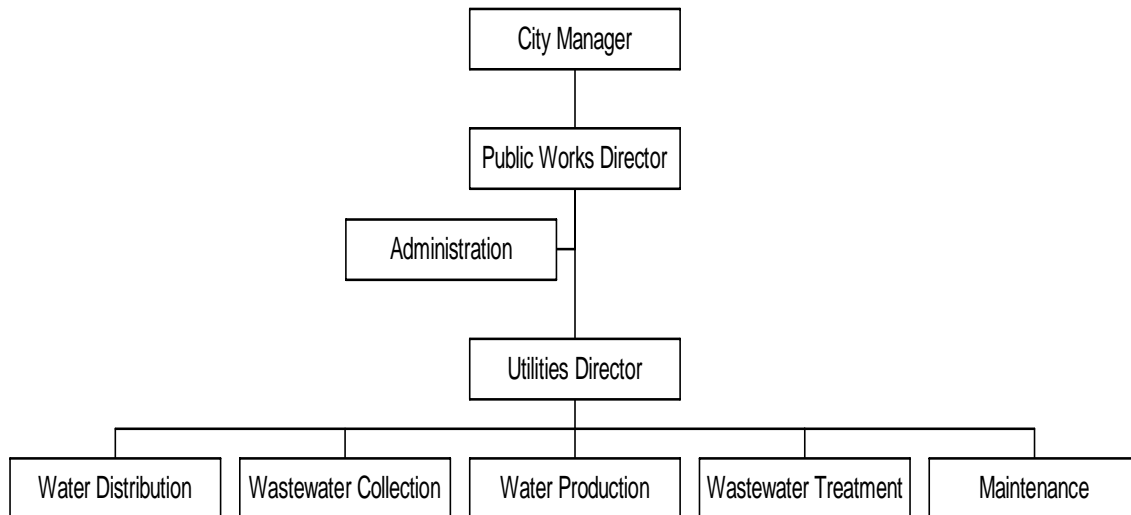 City Manager
Public Works Director
Administration
Utilities Director
Water Distribution
Wastewater Collection
Water Production
Wastewater Treatment
Maintenance